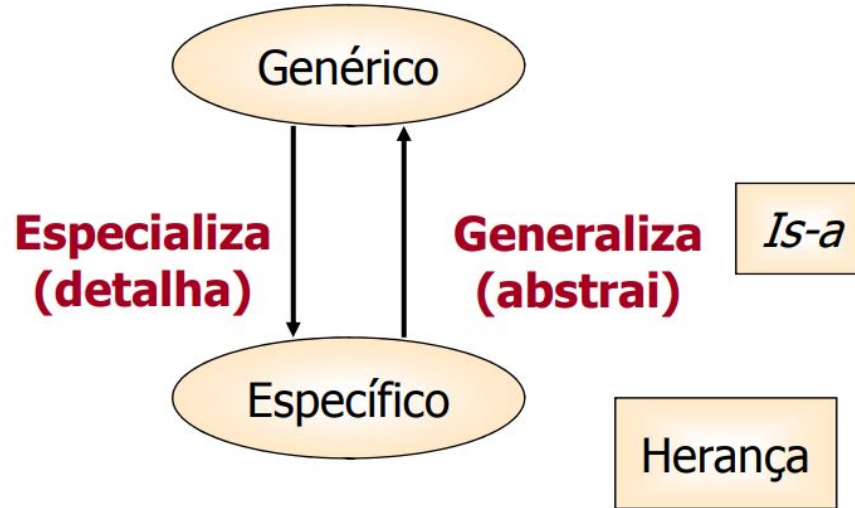 Genérico
Especializa
(detalha)
Generaliza
(abstrai)
Is-a
Específico
Herança